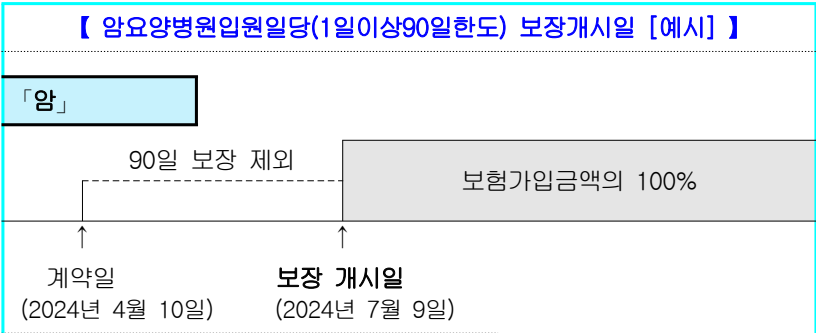 【 암요양병원입원일당(1일이상90일한도) 보장개시일 [예시] 】
「암」
90일 보장 제외
보험가입금액의 100%
↑ ↑
계약일 보장 개시일
(2024년 4월 10일) (2024년 7월 9일)